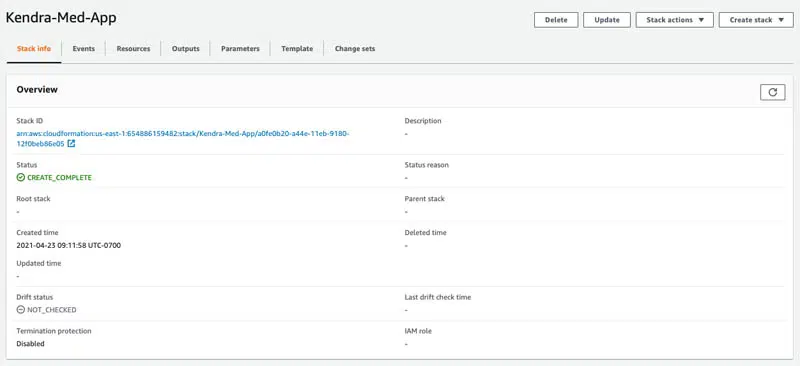 Kendra-Med-App
Delete
Update
Stack actions
Create stack
Stack info
Events
Resources
Outputs
Parameters
Template
Change sets
Overview
Stack ID
arn:aws:cloudformation:us-east-1:654886159482:stack/Kendra-Med-App/a0fe0b20-a44e-11eb-9180-
12f0beb86e05
Description
-
Status
CREATE_COMPLETE
Status reason
-
Root stack
-
Parent stack
-
Created time
2021-04-23 09:11:58 UTC-0700
Deleted time
-
Updated time
-
Drift status
NOT_CHECKED
Last drift check time
-
Termination protection
Disabled
IAM role
-